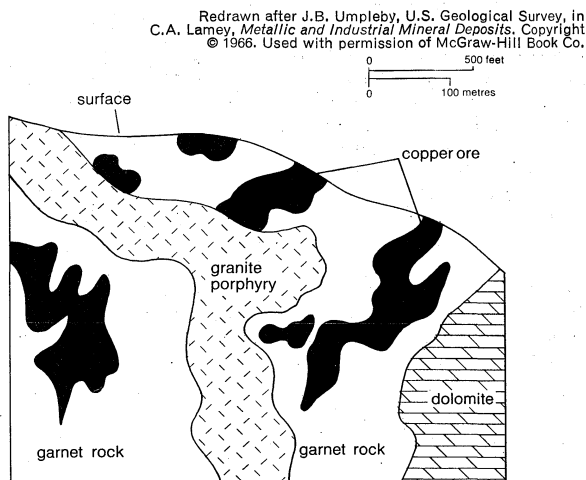 Redrawn after J.B. Umpleby, U.S. Geological Survey, in
C.A. Lamey, Metallic and Industrial Mineral Deposits. Copyright
© 1966. Used with permission of McGraw-Hill Book Co.
0 500 feet
0 100 metres
surface
copper ore
granite
porphyry
dolomite
garnet rock
garnet rock